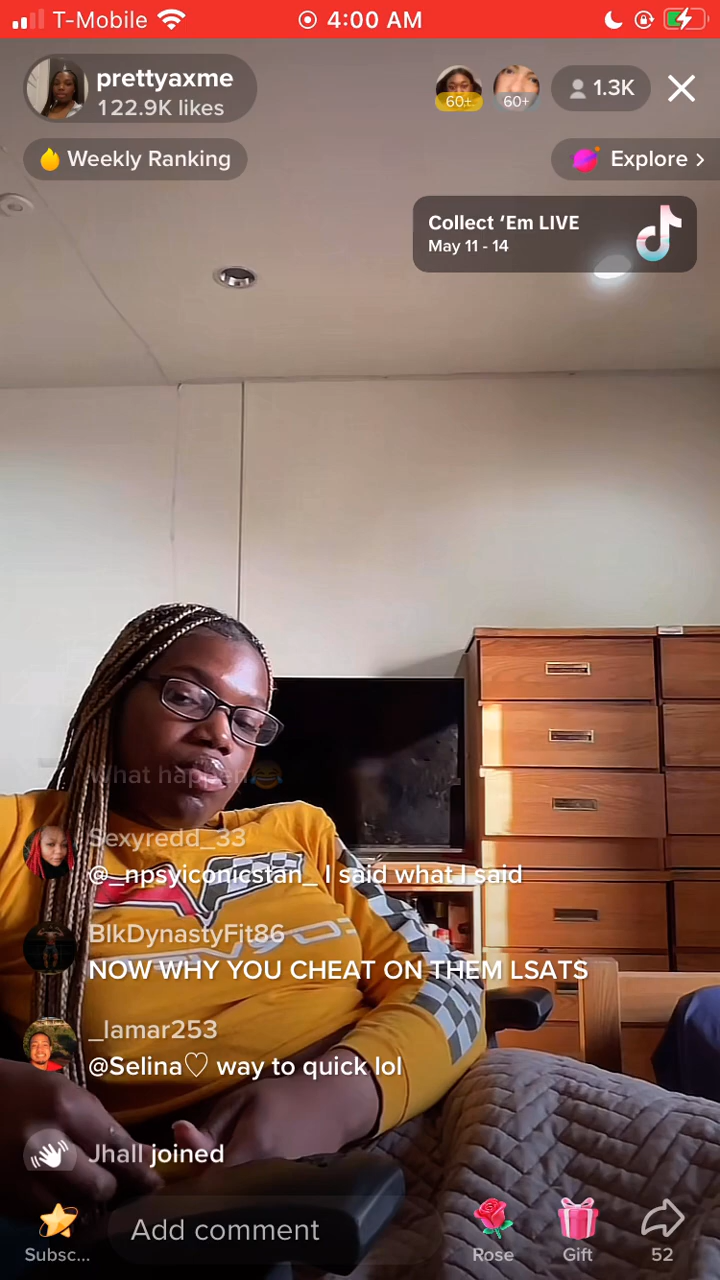 T-Mobile
4:00 AM
prettyaxme
122.9K likes
60+
60+
1.3K
Weekly Ranking
Explore >
Collect ‘Em LIVE
May 11 - 14
What happen😂
Sexyredd_33
@_npsyiconicstan_ I said what I said
BlkDynastyFit86
NOW WHY YOU CHEAT ON THEM LSATS
_lamar253
@Selina♡ way to quick lol
Jhall joined
Subsc...
Add comment
Rose
Gift
52